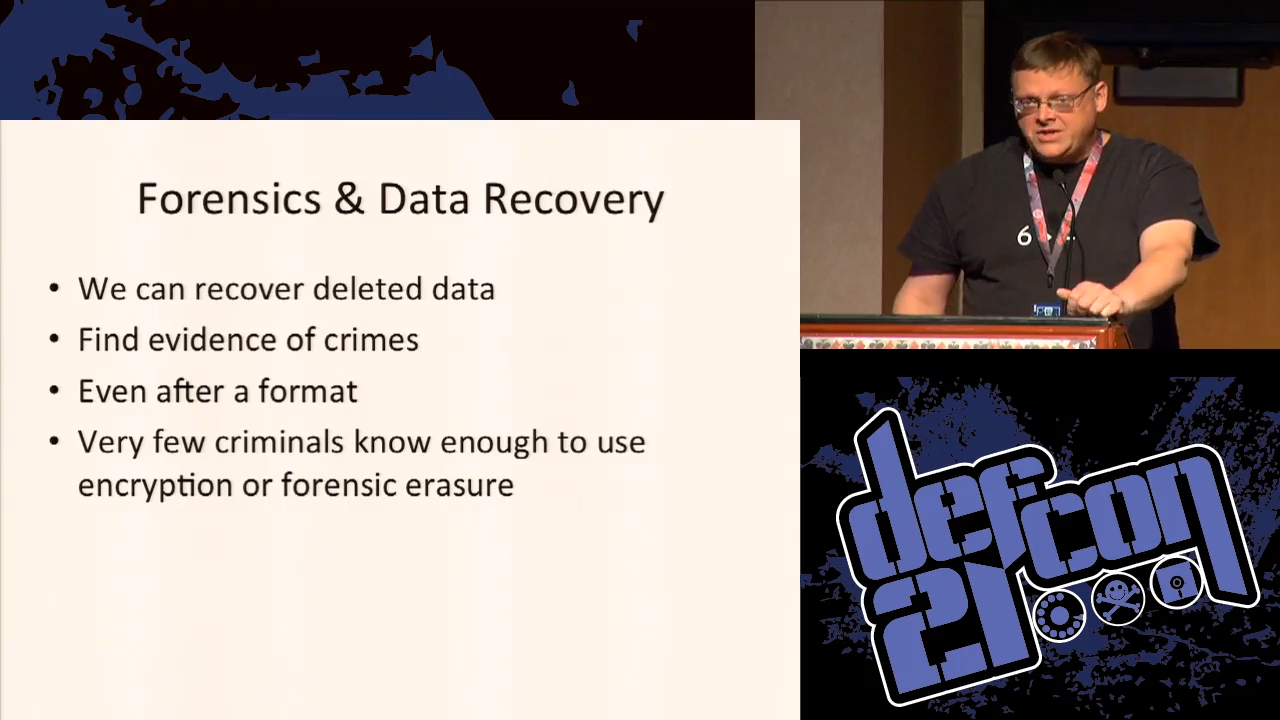 Forensics & Data Recovery
• We can recover deleted data
• Find evidence of crimes
• Even after a format
• Very few criminals know enough to use
encryption or forensic erasure
6
defcon
21